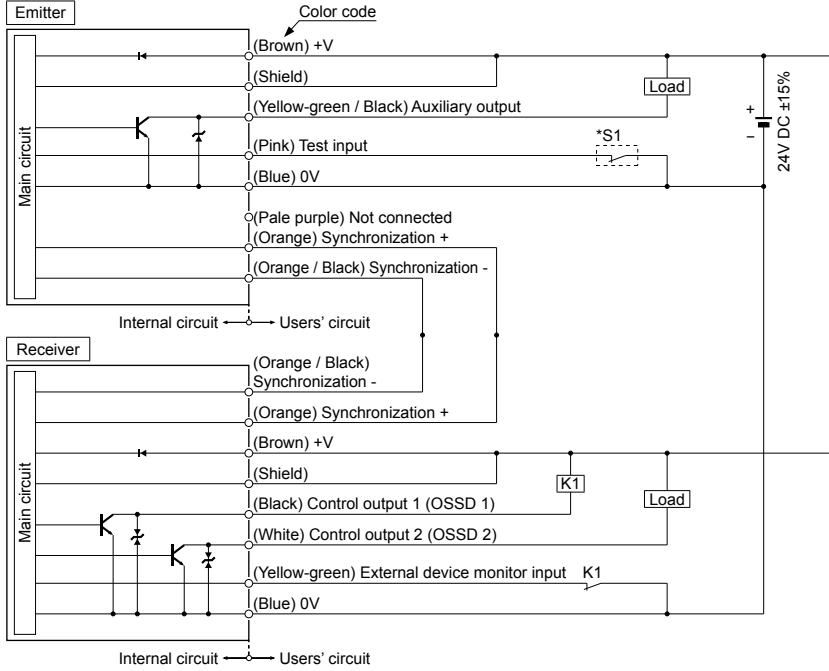 Emitter
Color code
(Brown) +V
(Shield)
Load
(Yellow-green / Black) Auxiliary output
*S1
+
−
24V DC ±15%
(Pink) Test input
Main circuit
(Blue) 0V
(Pale purple) Not connected
(Orange) Synchronization +
(Orange / Black) Synchronization -
Internal circuit
Users' circuit
Receiver
(Orange / Black)
Synchronization -
(Orange) Synchronization +
(Brown) +V
(Shield)
K1
Load
(Black) Control output 1 (OSSD 1)
Main circuit
(White) Control output 2 (OSSD 2)
(Yellow-green) External device monitor input
K1
(Blue) 0V
Internal circuit
Users' circuit